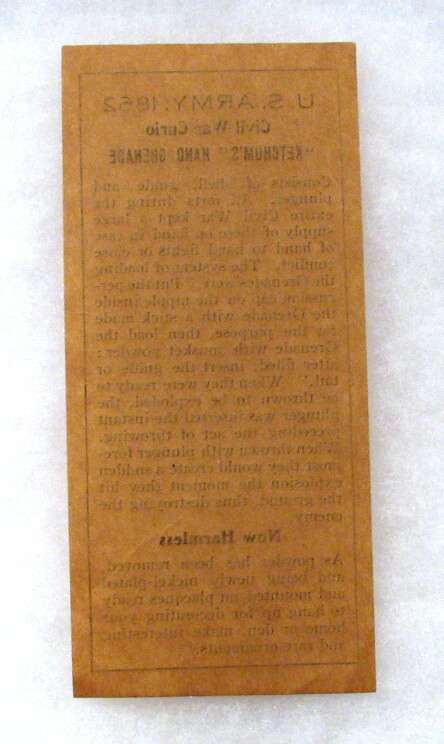 U. S. ARMY. 1862
Civil War Curio
"KETCHUM'S" HAND GRENADE
Consists of shell, guide and
plunger. All forts during the
entire Civil War kept a large
supply of these on hand in case
of hand to hand fights or close
conflict. The system of loading
the Grenades were "Put the per-
cussion cap on the nipple inside
the Grenade with a stick made
for the purpose, then load the
Grenade with musket powder;
after filled, insert the guide or
tail." When they were ready to
be thrown to be exploded, the
plunger was inserted the instant
preceding the act of throwing.
When thrown with plunger fore-
most they would create a sudden
explosion the moment they hit
the ground, thus destroying the
enemy.
Now Harmless
As powder has been removed,
and being newly nickel-plated
and mounted on placques ready
to hang up for decorating your
home or den, make interesting
and rare ornaments.